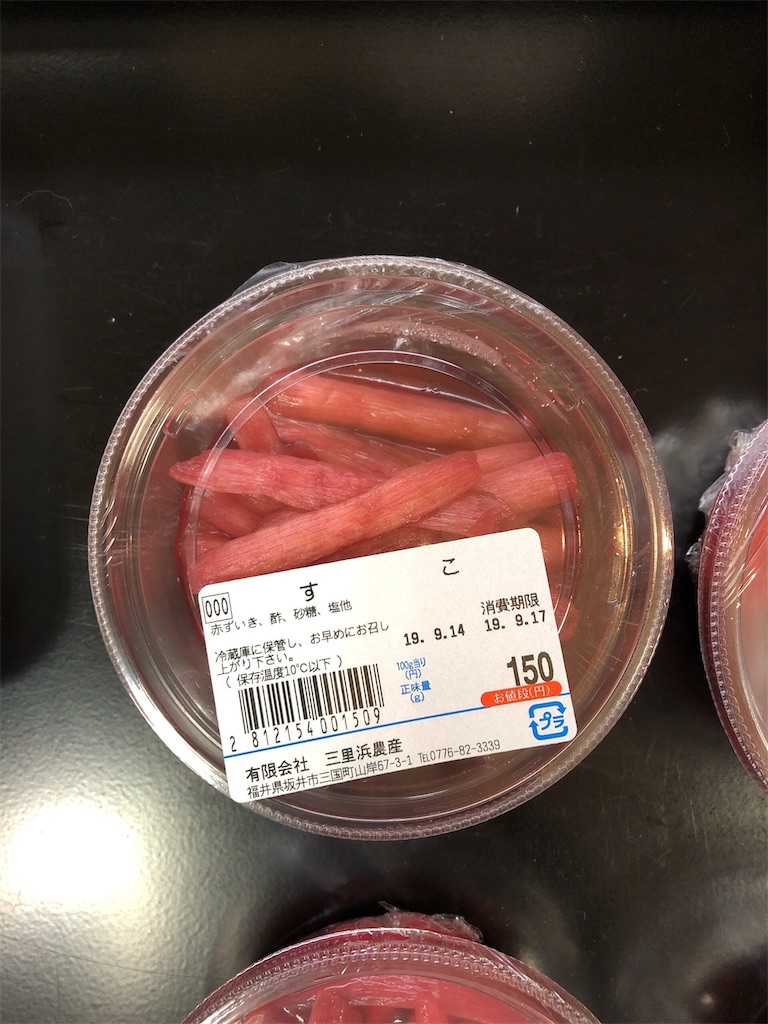 000 す こ
赤ずいき、酢、砂糖、塩他
冷蔵庫に保管し、お早めにお召し
上がり下さい。
( 保存温度10℃以下 )
消費期限
19. 9.14 19. 9.17
100g当り
(円)
正味量
(g)
150
お値段(円)
プラ
2 812154 001509
有限会社 三里浜農産
福井県坂井市三国町山岸67-3-1 TEL0776-82-3339